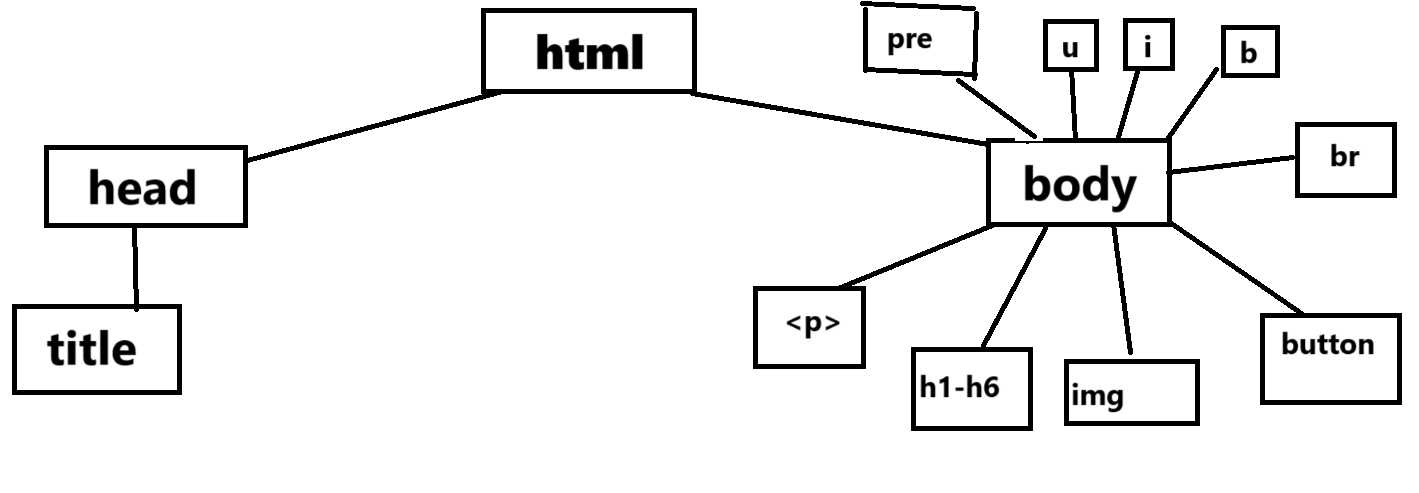 html
pre
u
i
b
head
body
br
title
<p>
h1-h6
img
button